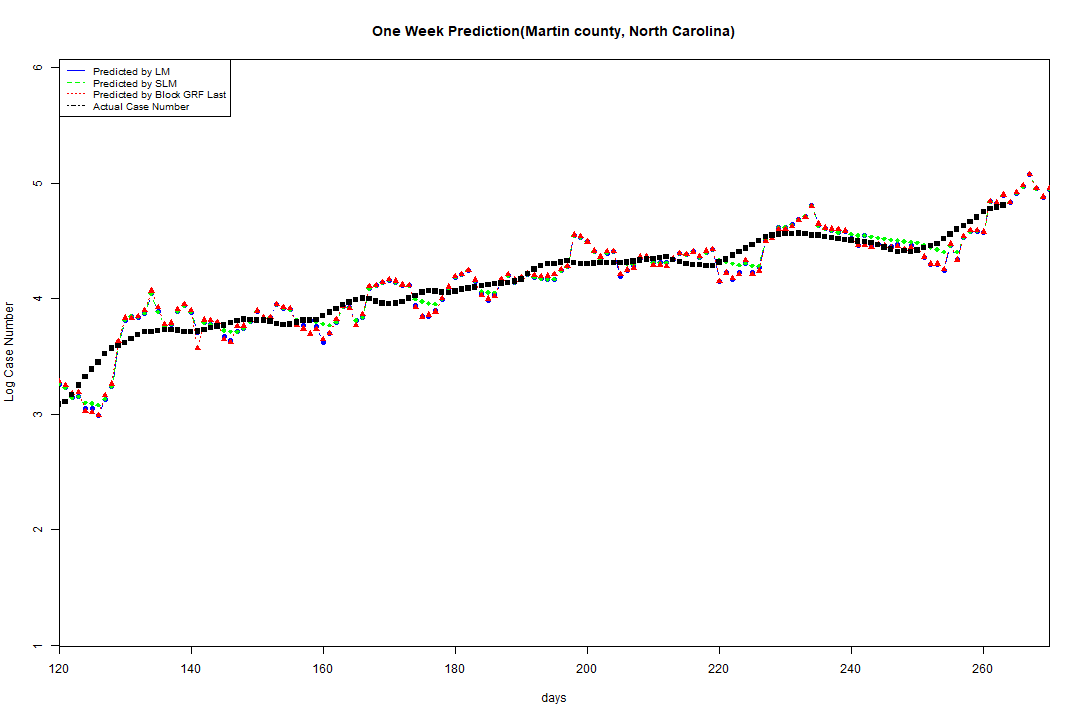 One Week Prediction(Martin county, North Carolina)
Predicted by LM
Predicted by SLM
Predicted by Block GRF Last
Actual Case Number
6
5
4
3
2
1
Log Case Number
120 140 160 180 200 220 240 260
days